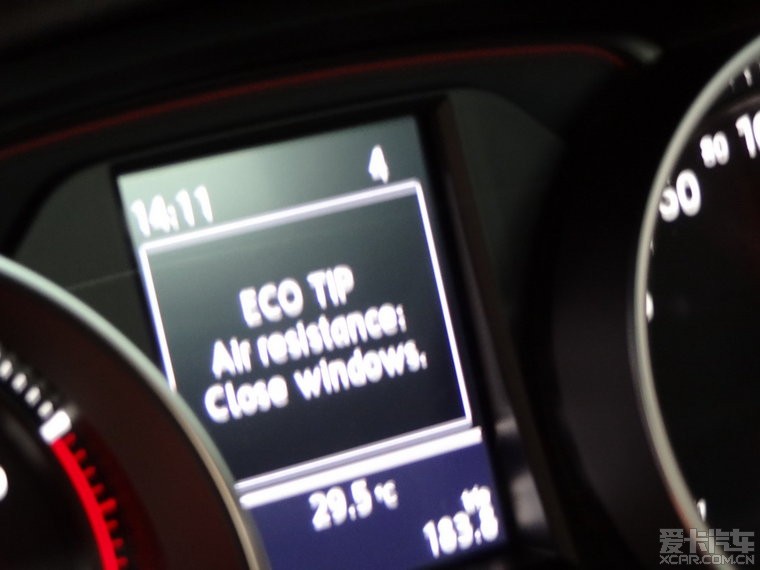 14:11 4
ECO TIP
Air resistance:
Close windows.
29.5 °C
183.8
80
爱卡汽车
XCAR.COM.CN